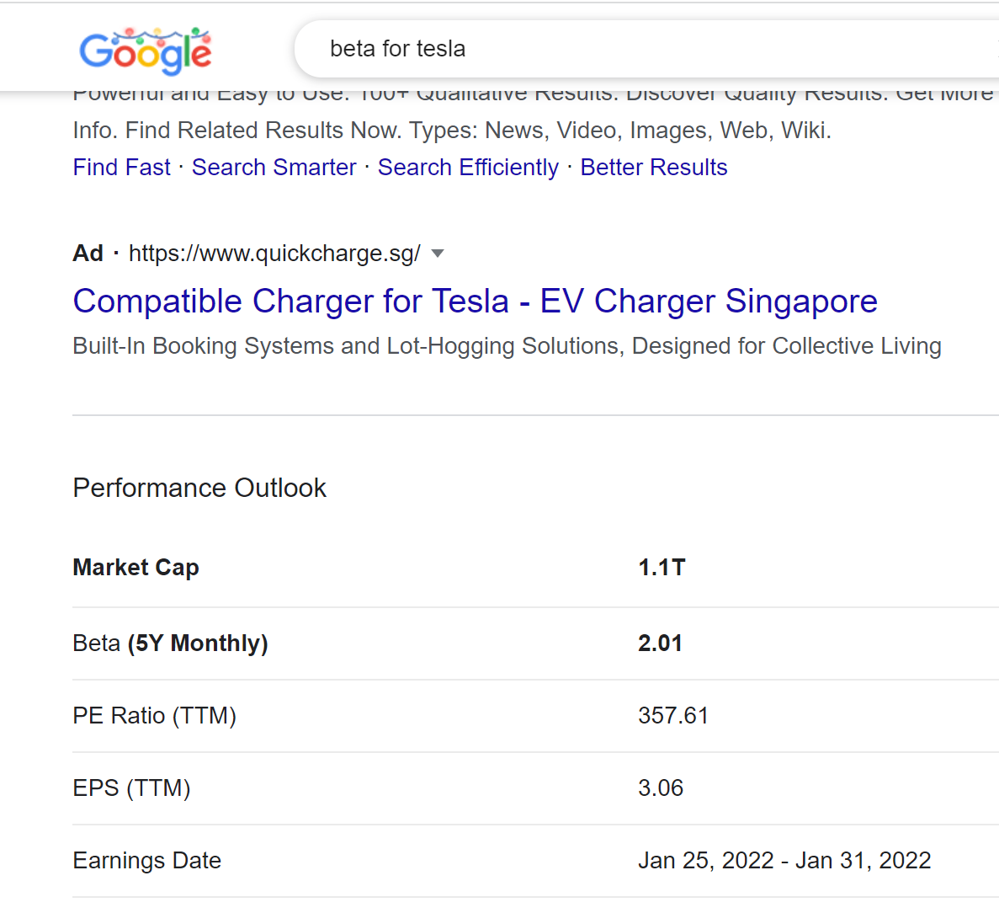 Google
beta for tesla
Powerful and Easy to Use. 100+ Qualitative Results. Discover Quality Results. Get More
Info. Find Related Results Now. Types: News, Video, Images, Web, Wiki.
Find Fast · Search Smarter · Search Efficiently · Better Results
Ad · https://www.quickcharge.sg/
Compatible Charger for Tesla - EV Charger Singapore
Built-In Booking Systems and Lot-Hogging Solutions, Designed for Collective Living
Performance Outlook
Market Cap 1.1T
Beta (5Y Monthly) 2.01
PE Ratio (TTM) 357.61
EPS (TTM) 3.06
Earnings Date Jan 25, 2022 - Jan 31, 2022